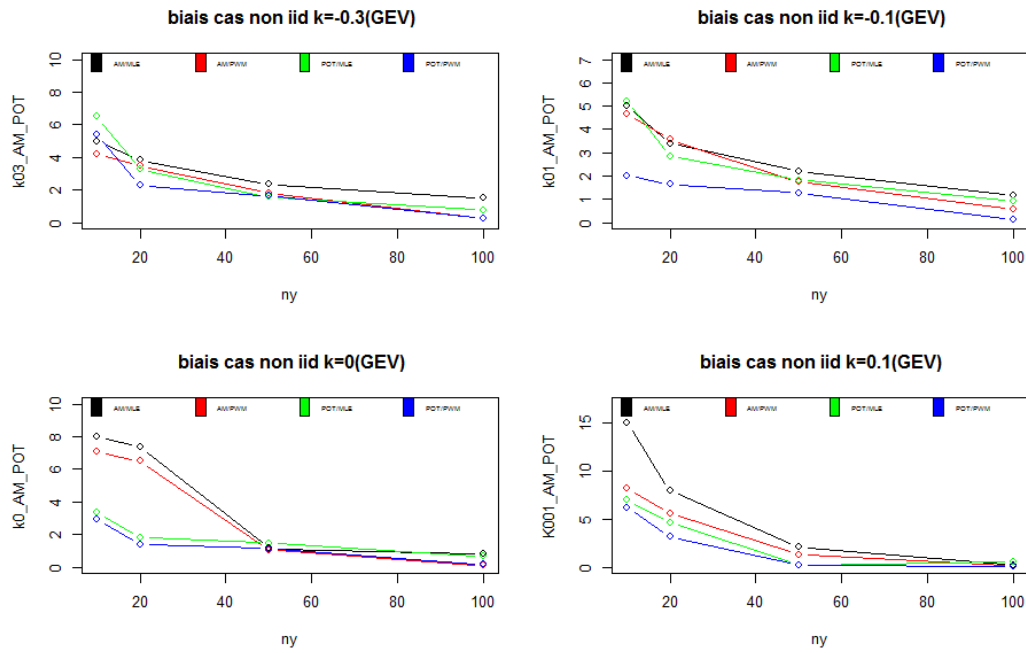 biais cas non iid k=-0.3(GEV)
10
8
6
4
2
0
k03_AM_POT
AM/MLE AM/PWM POT/MLE POT/PWM
20 40 60 80 100
ny
biais cas non iid k=-0.1(GEV)
7
6
5
4
3
2
1
0
k01_AM_POT
AM/MLE AM/PWM POT/MLE POT/PWM
20 40 60 80 100
ny
biais cas non iid k=0(GEV)
10
8
6
4
2
0
k0_AM_POT
AM/MLE AM/PWM POT/MLE POT/PWM
20 40 60 80 100
ny
biais cas non iid k=0.1(GEV)
15
10
5
0
K001_AM_POT
AM/MLE AM/PWM POT/MLE POT/PWM
20 40 60 80 100
ny